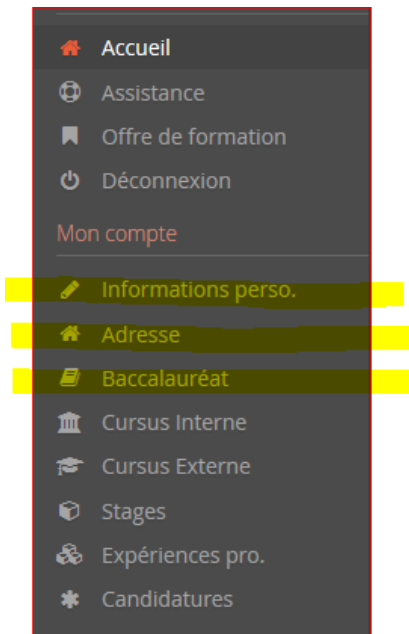 Accueil
Assistance
Offre de formation
Déconnexion
Mon compte
Informations perso.
Adresse
Baccalauréat
Cursus Interne
Cursus Externe
Stages
Expériences pro.
Candidatures